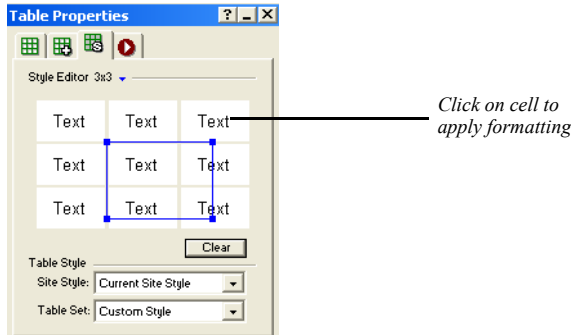 Table Properties
Style Editor 3x3
Text Text Text
Click on cell to
apply formatting
Text Text Text
Text Text Text
Clear
Table Style
Site Style: Current Site Style
Table Set: Custom Style